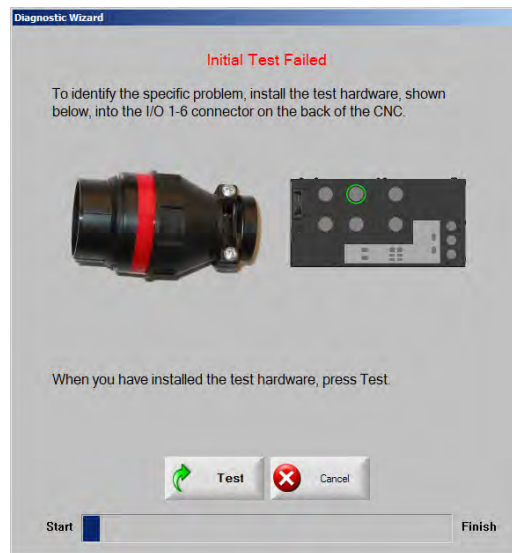 Diagnostic Wizard
Initial Test Failed
To identify the specific problem, install the test hardware, shown
below, into the I/O 1-6 connector on the back of the CNC.
When you have installed the test hardware, press Test.
Test
Cancel
Start
Finish